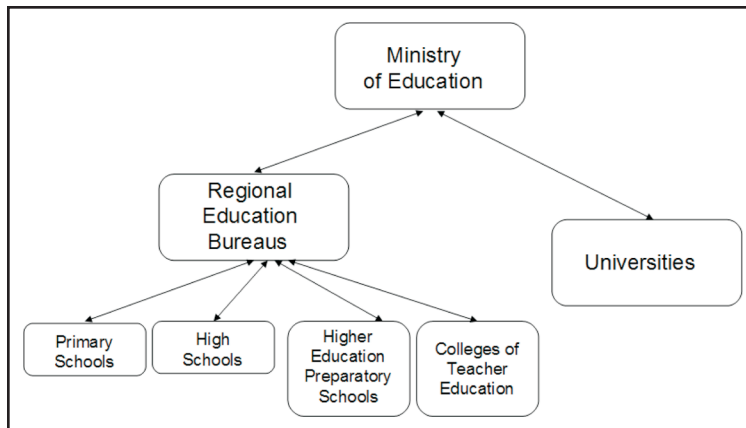 Ministry
of Education
Regional
Education
Bureaus
Universities
Primary
Schools
High
Schools
Higher
Education
Preparatory
Schools
Colleges of
Teacher
Education